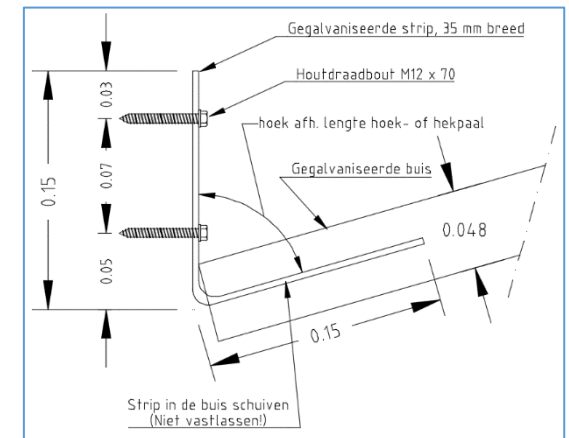 Gegalvaniseerde strip, 35 mm breed
Houtdraadbout M12 x 70
hoek afh. lengte hoek- of hekpaal
Gegalvaniseerde buis
0.03
0.07
0.15
0.05
0.048
0.15
Strip in de buis schuiven
(Niet vastlassen!)